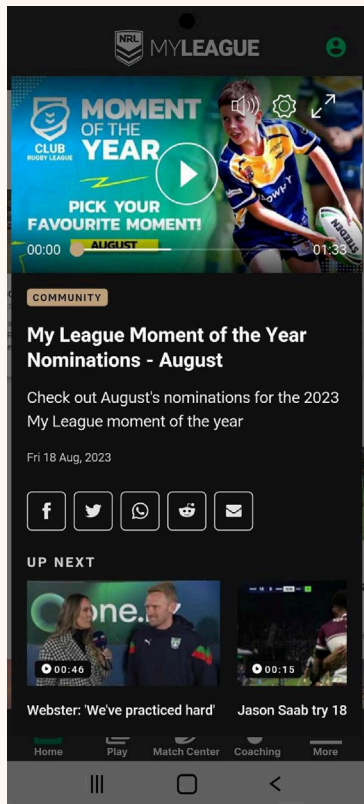 NRL
MYLEAGUE
CLUB
RUGBY LEAGUE
MOMENT
OF THE
YEAR
PICK YOUR
FAVOURITE MOMENT!
AUGUST
00:00
01:33
COMMUNITY
My League Moment of the Year
Nominations - August
Check out August's nominations for the 2023
My League moment of the year
Fri 18 Aug, 2023
UP NEXT
one.
00:46
00:15
Webster: 'We've practiced hard'
Jason Saab try 18
Home
Play
Match Center
Coaching
More